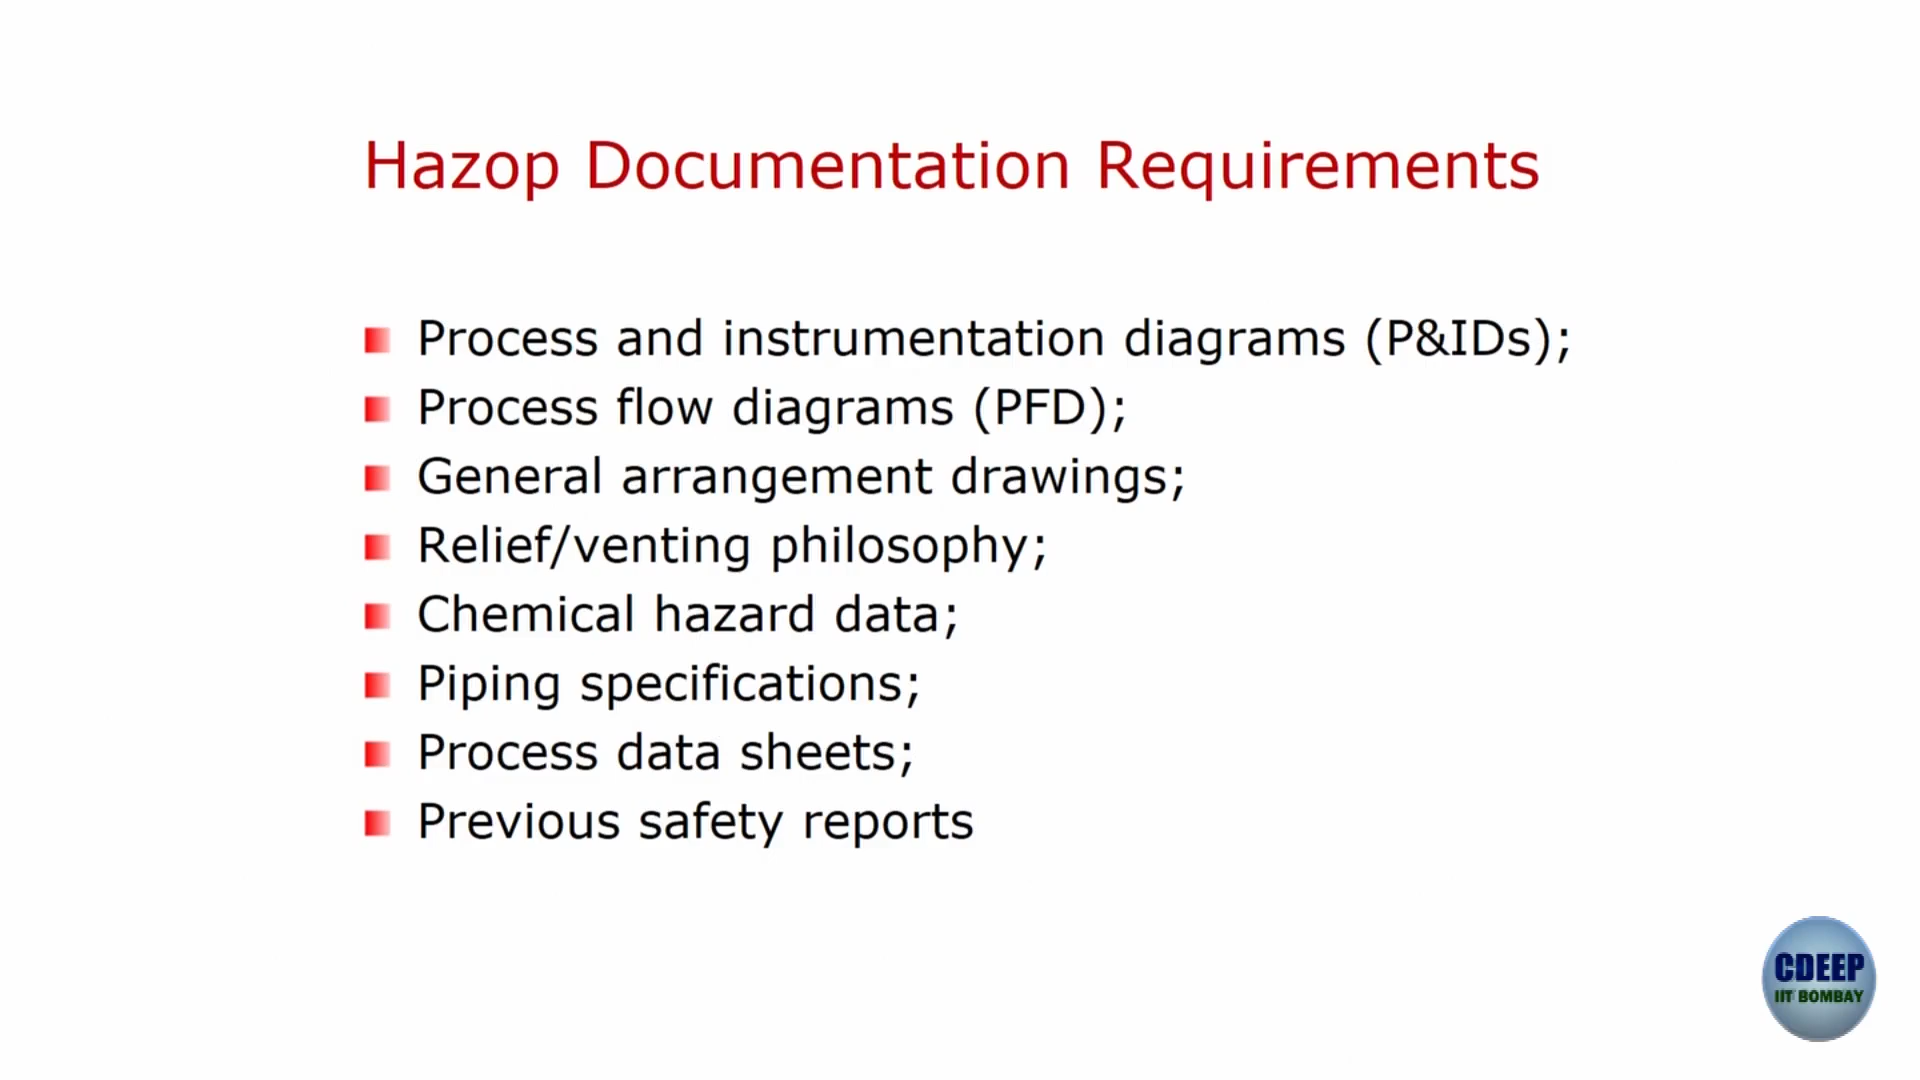 Hazop Documentation Requirements
Process and instrumentation diagrams (P&IDs);
Process flow diagrams (PFD);
General arrangement drawings;
Relief/venting philosophy;
Chemical hazard data;
Piping specifications;
Process data sheets;
Previous safety reports
CDEEP
IIT BOMBAY